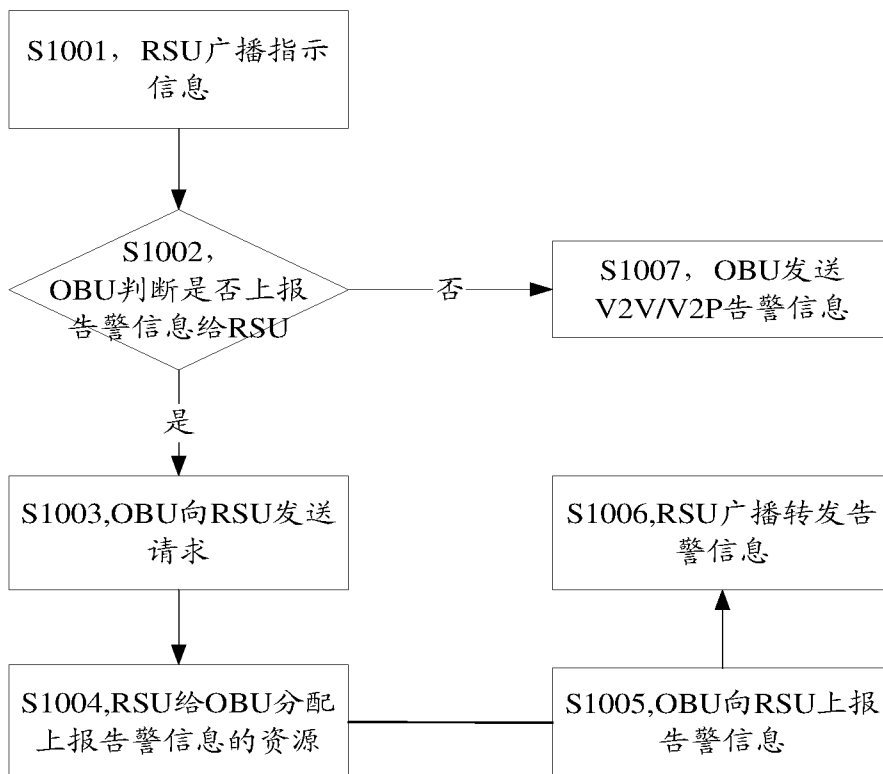 S1001，RSU广播指示
信息
S1002，
OBU判断是否上报
告警信息给RSU
否
S1007，OBU发送
V2V/V2P告警信息
是
S1003,OBU向RSU发送
请求
S1006,RSU广播转发告
警信息
S1004,RSU给OBU分配
上报告警信息的资源
S1005,OBU向RSU上报
告警信息